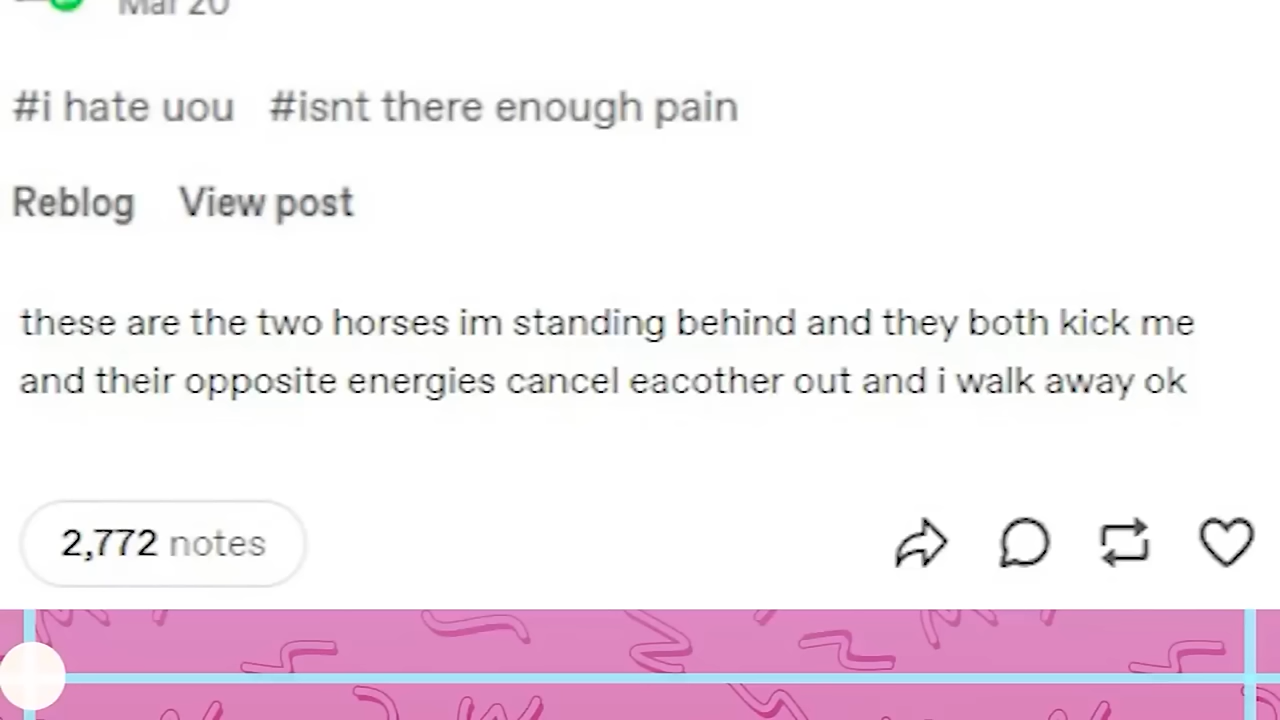 Mar 20
#i hate uou #isnt there enough pain
Reblog View post
these are the two horses im standing behind and they both kick me
and their opposite energies cancel eacother out and i walk away ok
2,772 notes